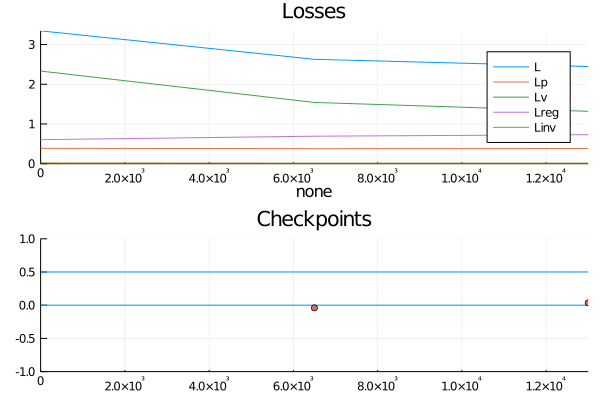 Losses
3
2
1
0
L
Lp
Lv
Lreg
Linv
0 2.0×10³ 4.0×10³ 6.0×10³ 8.0×10³ 1.0×10⁴ 1.2×10⁴
none
Checkpoints
1.0
0.5
0.0
-0.5
-1.0
0 2.0×10³ 4.0×10³ 6.0×10³ 8.0×10³ 1.0×10⁴ 1.2×10⁴